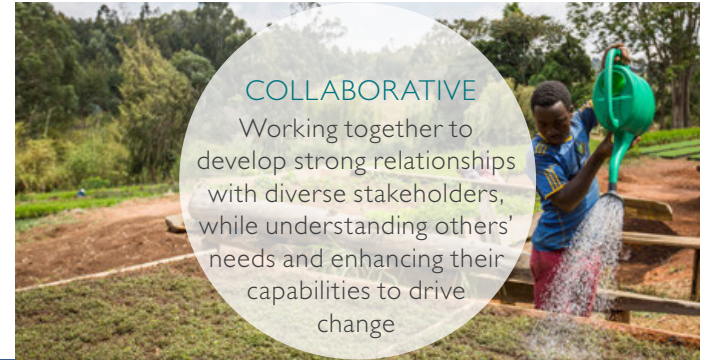 COLLABORATIVE
Working together to
develop strong relationships
with diverse stakeholders,
while understanding others’
needs and enhancing their
capabilities to drive
change